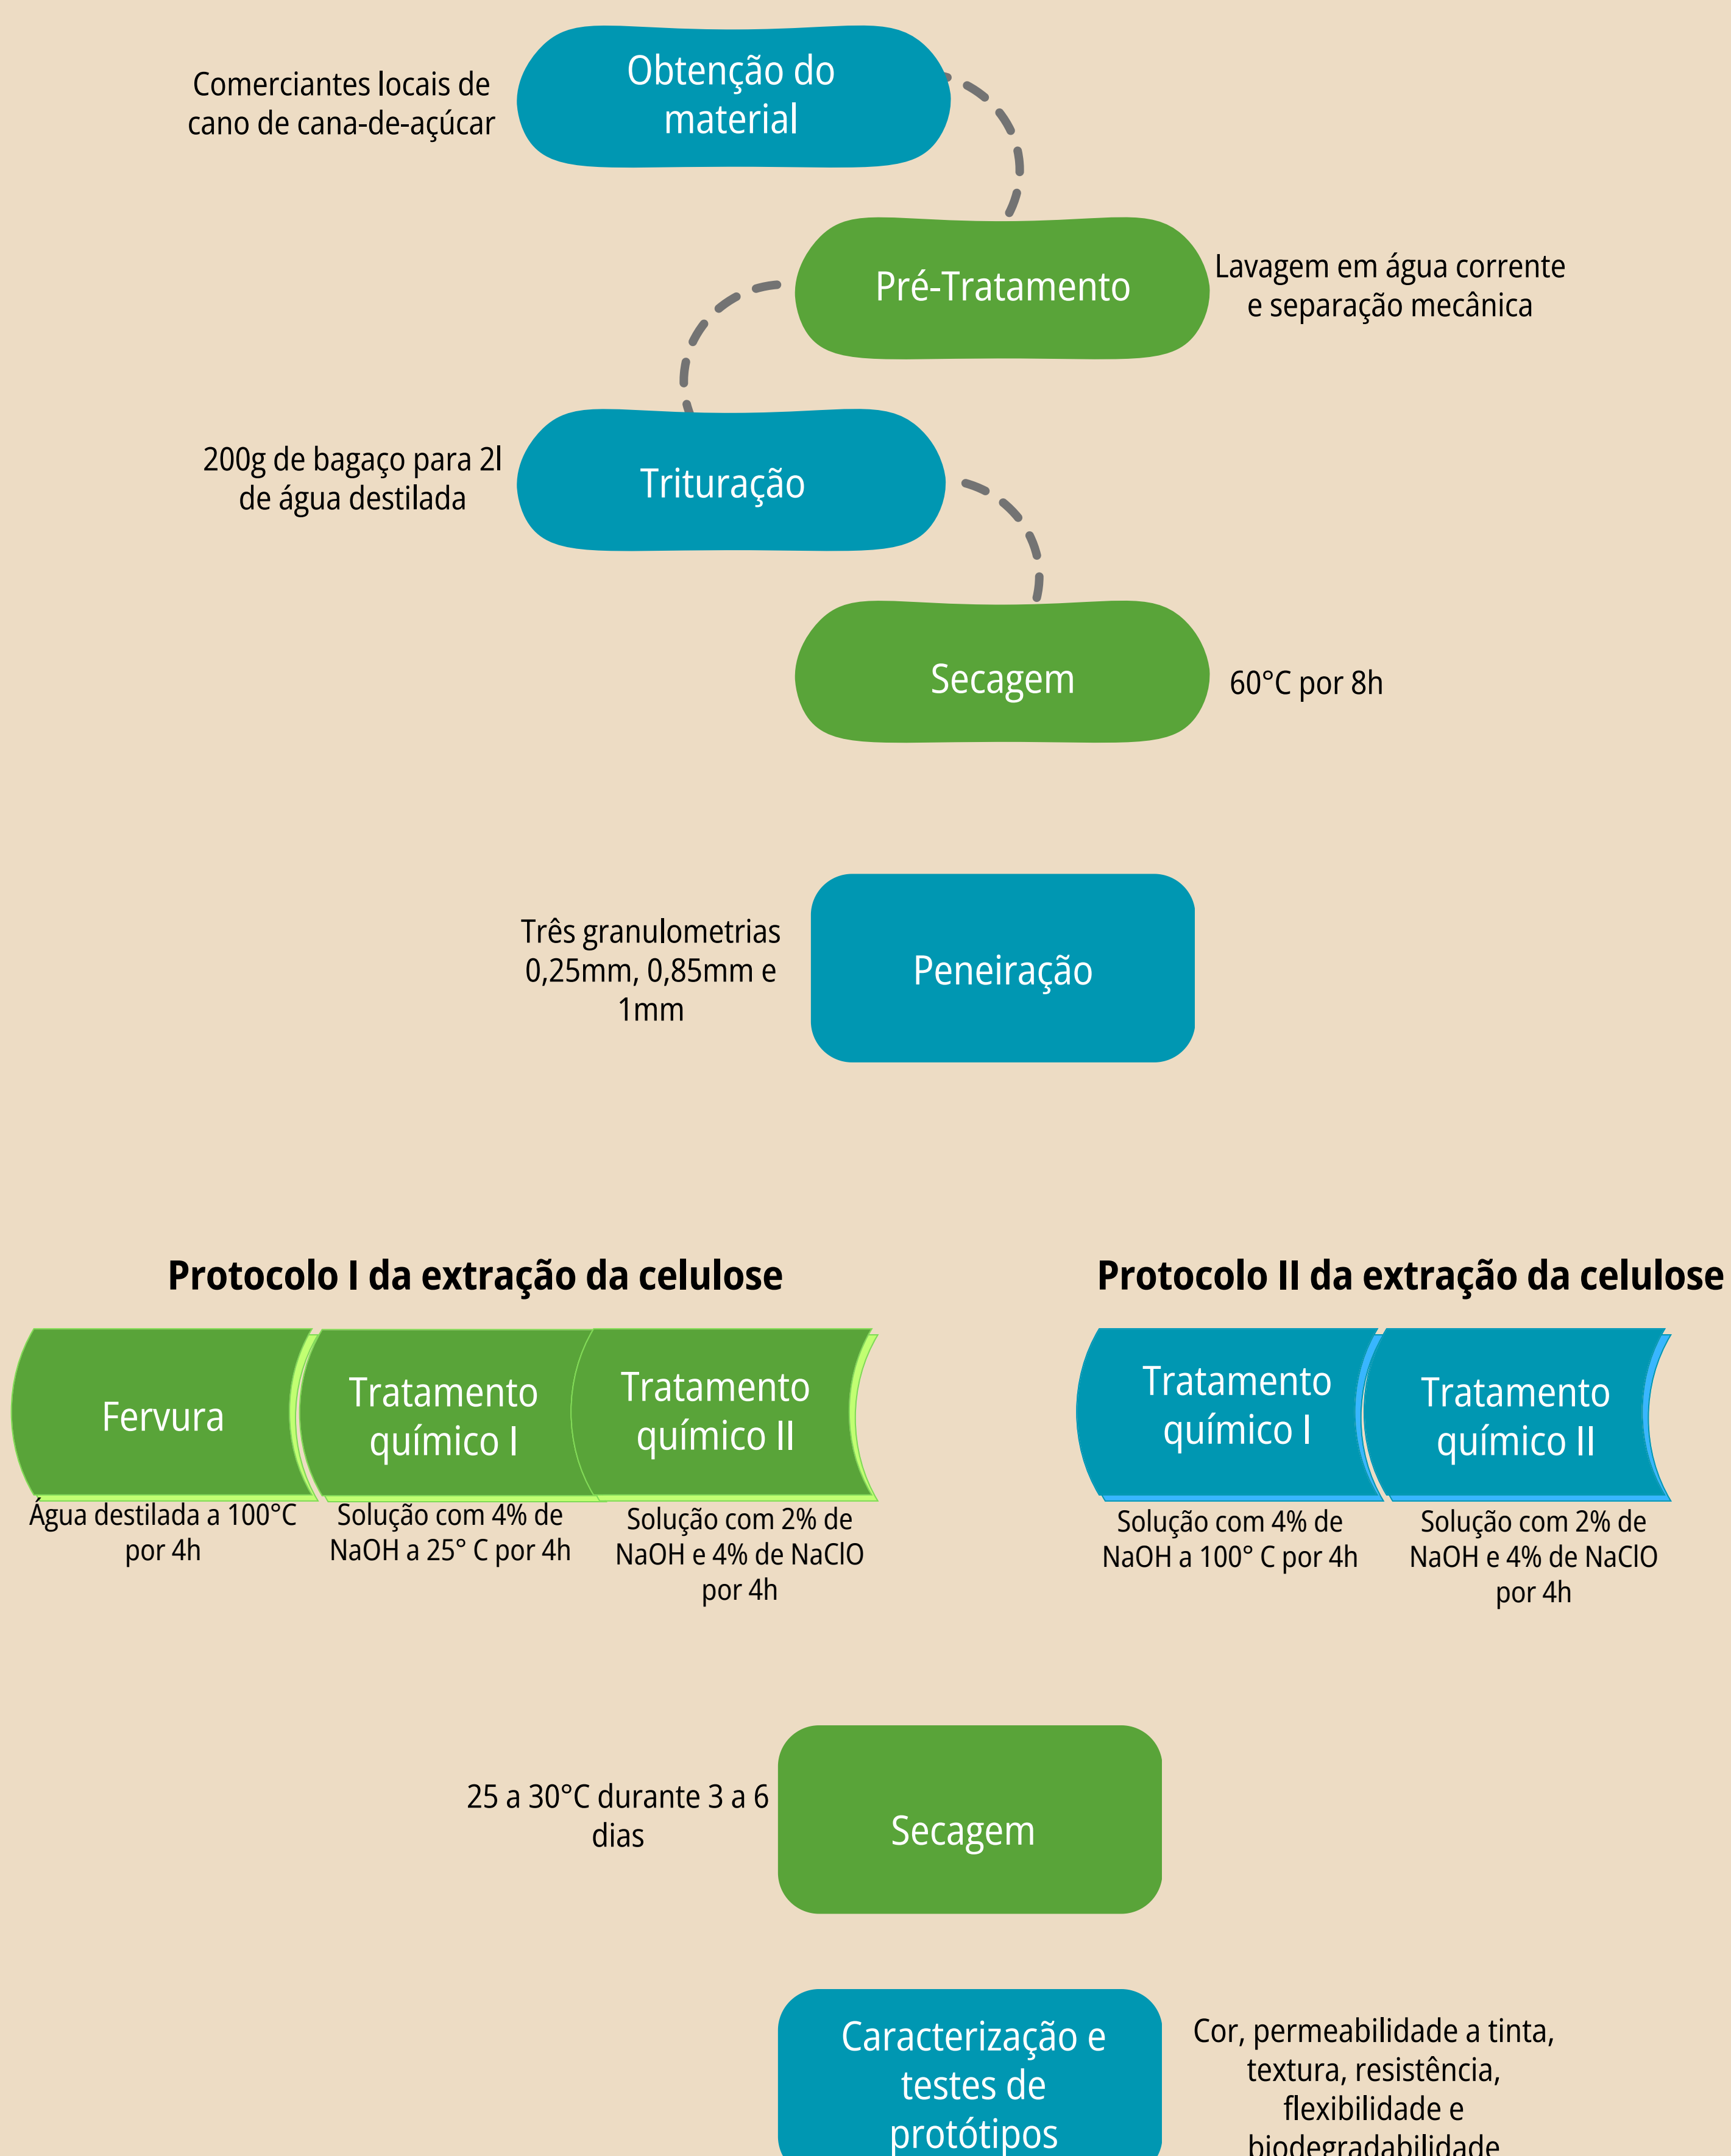 Obtenção do
material
Comerciantes locais de
cano de cana-de-açúcar
Pré-Tratamento
Lavagem em água corrente
e separação mecânica
200g de bagaço para 2l
de água destilada
Trituração
Secagem
60°C por 8h
Três granulometrias
0,25mm, 0,85mm e
1mm
Peneiração
Protocolo I da extração da celulose
Fervura
Água destilada a 100°C
por 4h
Tratamento
químico I
Solução com 4% de
NaOH a 25° C por 4h
Tratamento
químico II
Solução com 2% de
NaOH e 4% de NaClO
por 4h
Protocolo II da extração da celulose
Tratamento
químico I
Solução com 4% de
NaOH a 100° C por 4h
Tratamento
químico II
Solução com 2% de
NaOH e 4% de NaClO
por 4h
25 a 30°C durante 3 a 6
dias
Secagem
Caracterização e
testes de
protótipos
Cor, permeabilidade a tinta,
textura, resistência,
flexibilidade e
biodegradabilidade